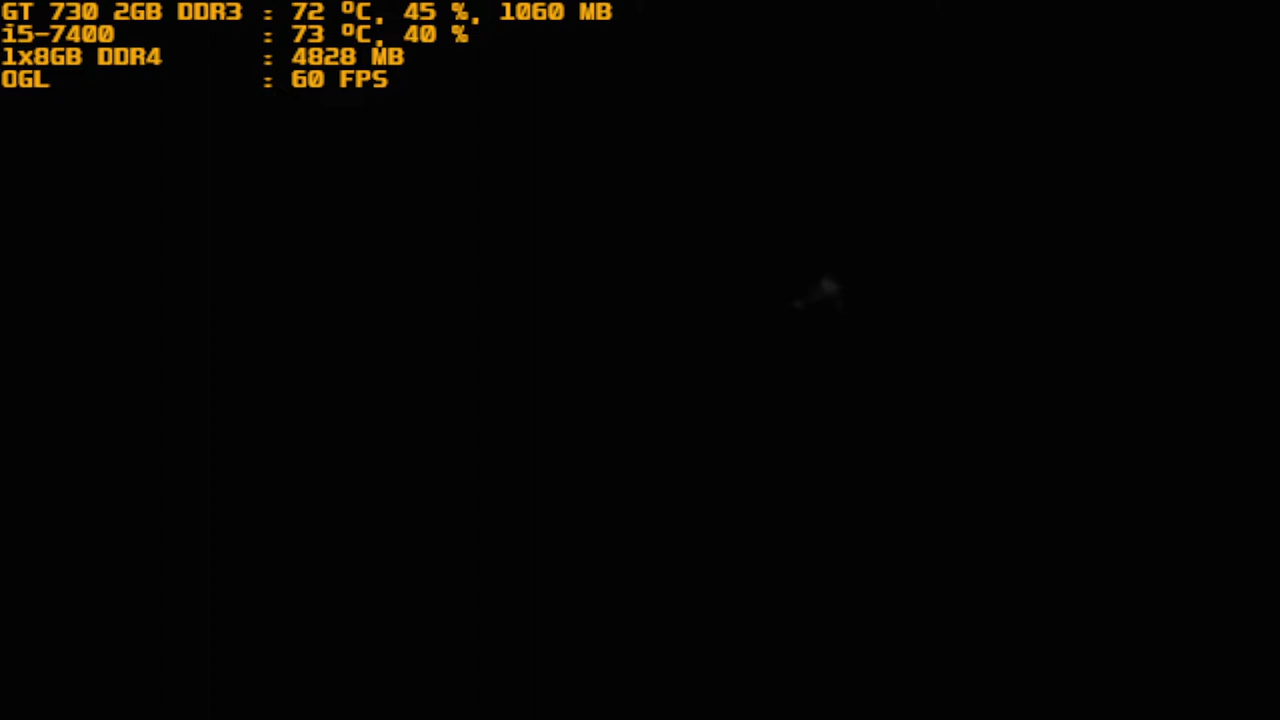 GT 730 2GB DDR3 : 72 ºC, 45 %, 1060 MB
i5-7400 : 73 ºC, 40 %
1x8GB DDR4 : 4828 MB
OGL : 60 FPS